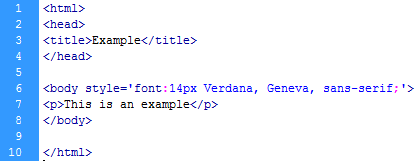 1 <html>
2 <head>
3 <title>Example</title>
4 </head>
5
6 <body style='font:14px Verdana, Geneva, sans-serif;'>
7 <p>This is an example</p>
8 </body>
9
10 </html>